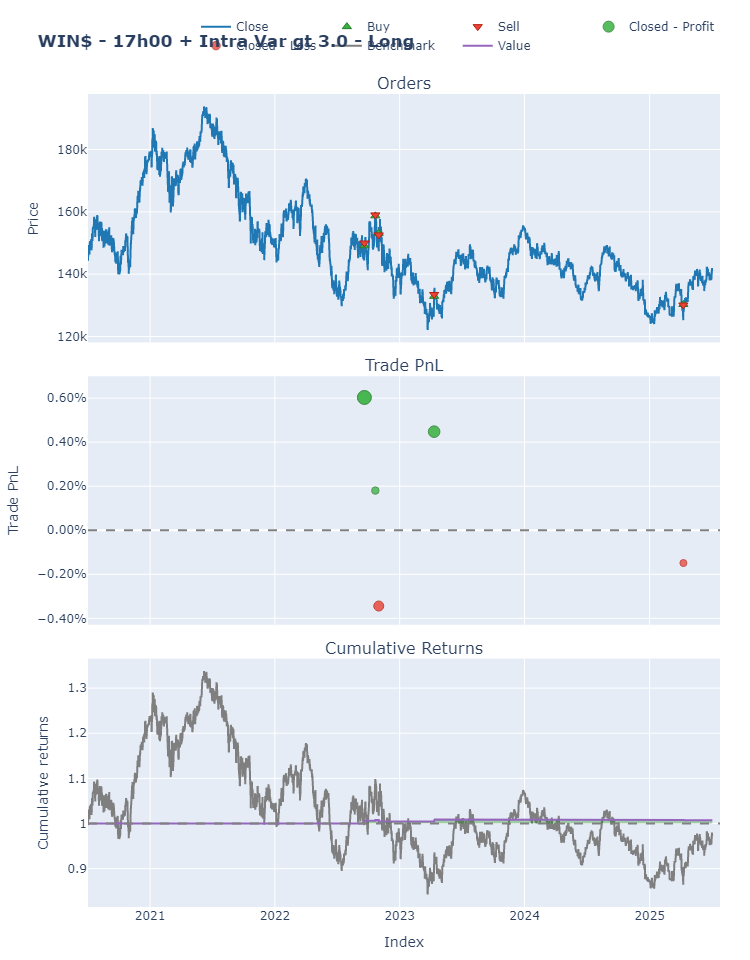 Close Buy Sell Closed - Profit
WIN$ - 17h00 + Intra Var gt 3.0 - Long
Closed - Loss Benchmark Value
Orders
180k
160k
140k
120k
Price
Trade PnL
0.60%
0.40%
0.20%
0.00%
−0.20%
−0.40%
Trade PnL
Cumulative Returns
1.3
1.2
1.1
1
0.9
Cumulative returns
2021 2022 2023 2024 2025
Index